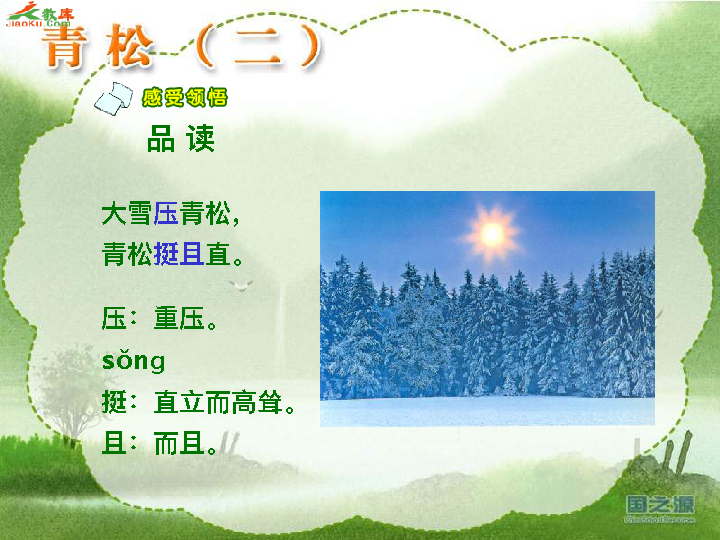 教库
JiaoKu.Com
青松（二）
感受领悟
品读
大雪压青松，
青松挺且直。
压：重压。
sǒng
挺：直立而高耸。
且：而且。
国之源